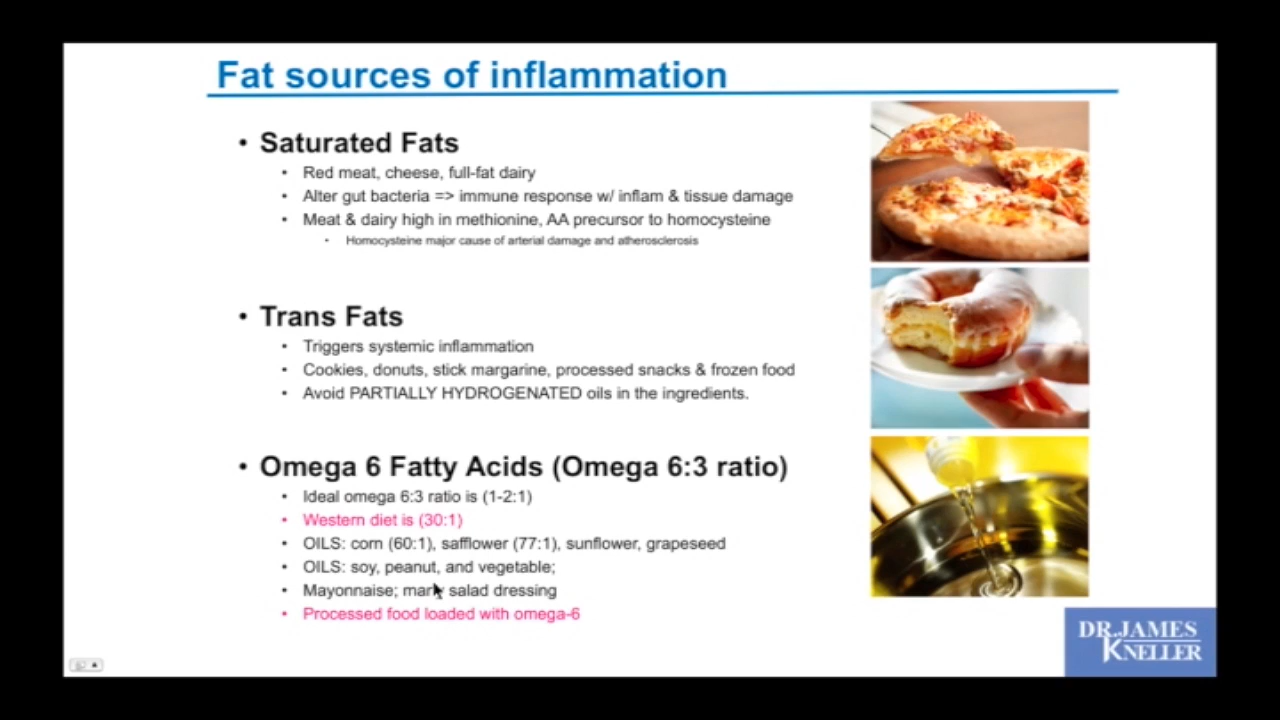 Fat sources of inflammation
• Saturated Fats
• Red meat, cheese, full-fat dairy
• Alter gut bacteria => immune response w/ inflam & tissue damage
• Meat & dairy high in methionine, AA precursor to homocysteine
• Homocysteine major cause of arterial damage and atherosclerosis
• Trans Fats
• Triggers systemic inflammation
• Cookies, donuts, stick margarine, processed snacks & frozen food
• Avoid PARTIALLY HYDROGENATED oils in the ingredients.
• Omega 6 Fatty Acids (Omega 6:3 ratio)
• Ideal omega 6:3 ratio is (1-2:1)
• Western diet is (30:1)
• OILS: corn (60:1), safflower (77:1), sunflower, grapeseed
• OILS: soy, peanut, and vegetable;
• Mayonnaise; many salad dressing
• Processed food loaded with omega-6
DR.JAMES
KNELLER